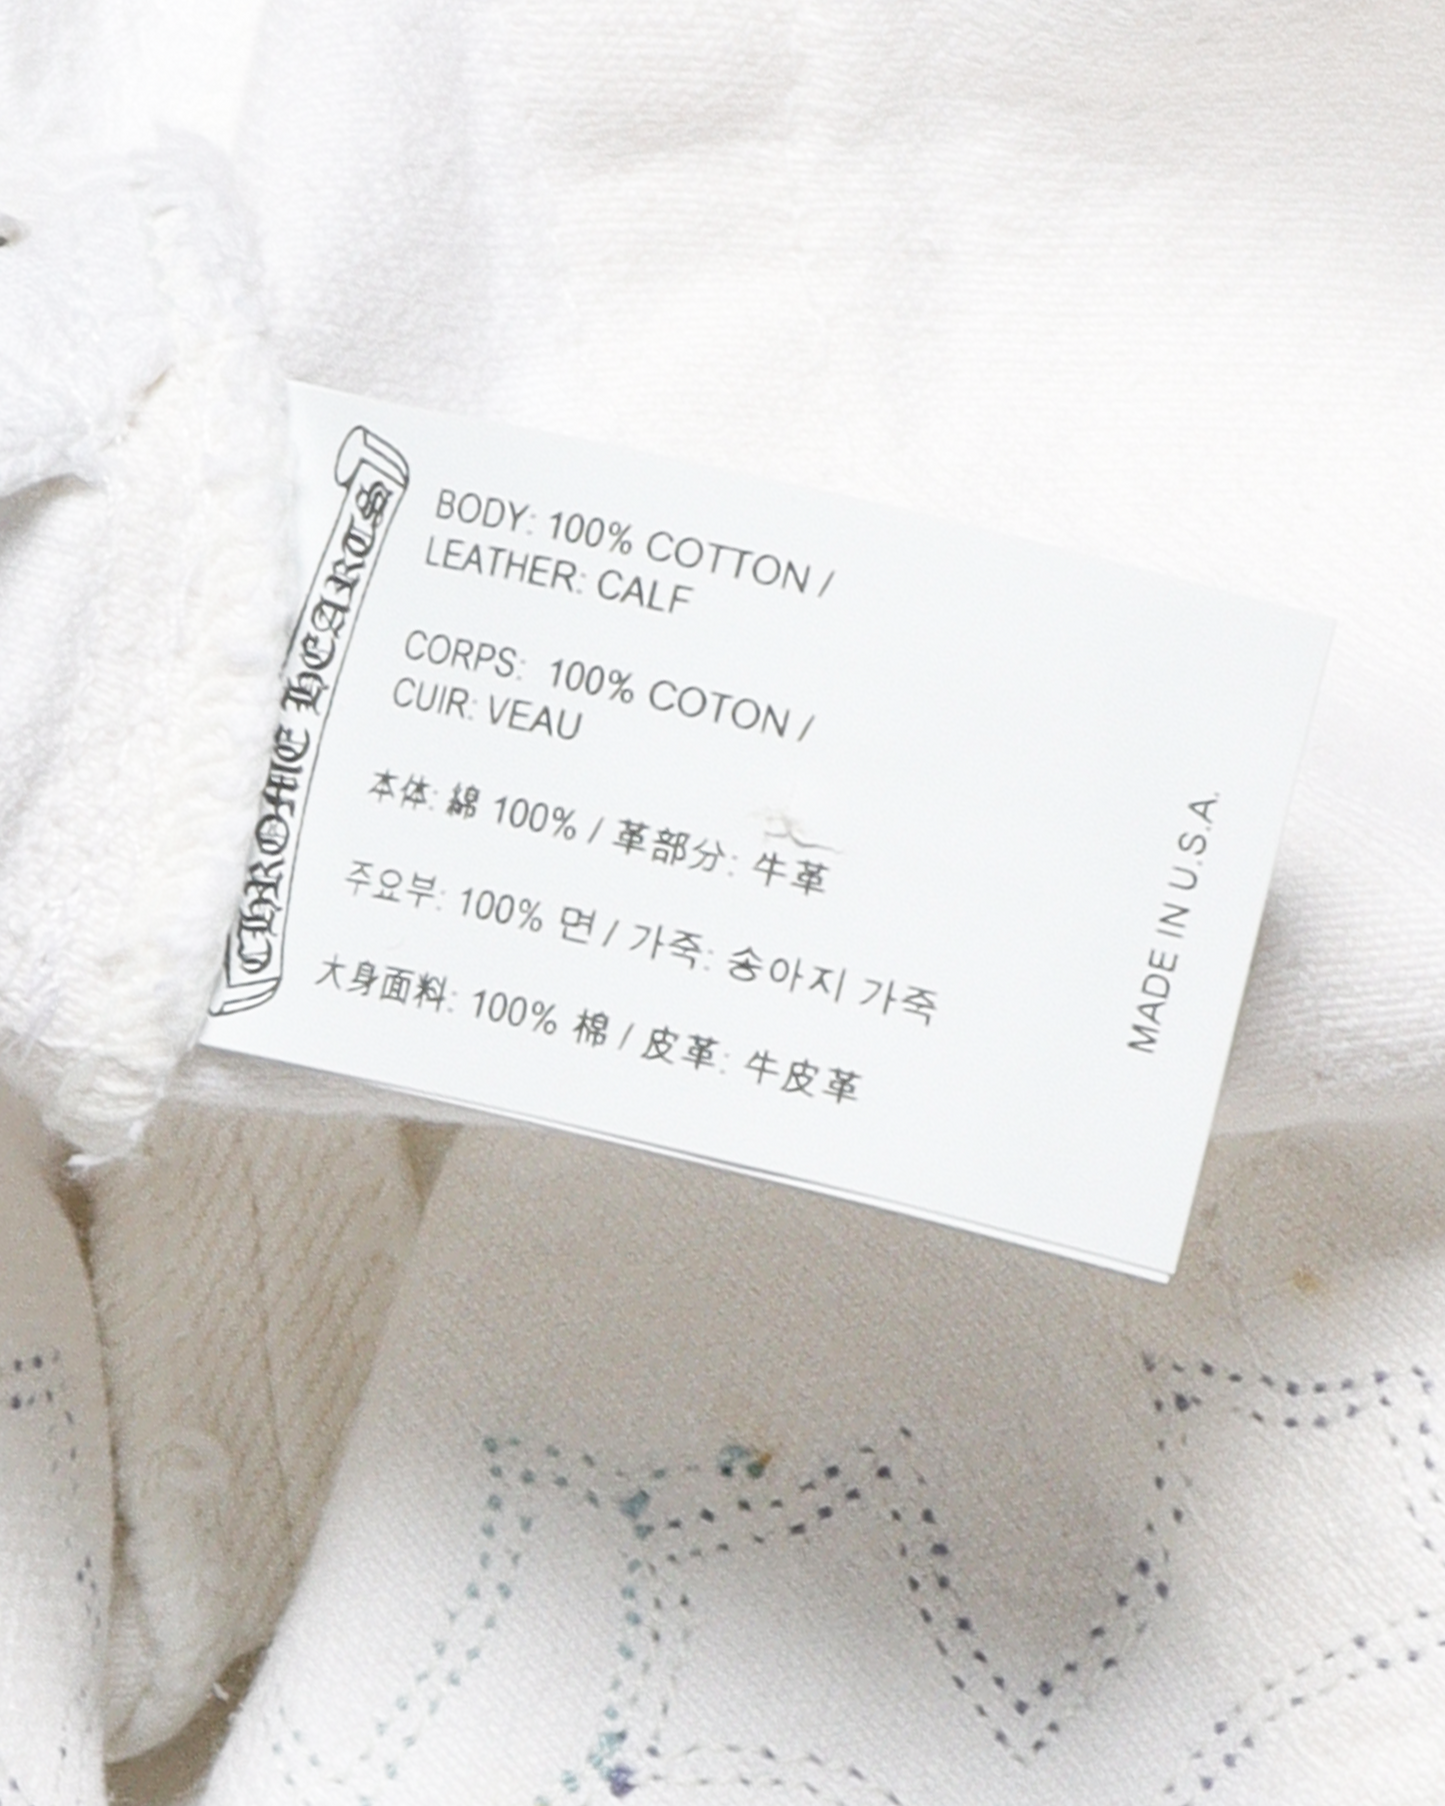 CHROME HEARTS
BODY: 100% COTTON /
LEATHER: CALF
CORPS: 100% COTON /
CUIR: VEAU
本体: 綿 100% / 革部分: 牛革
주요부: 100% 면 / 가죽: 송아지 가죽
大身面料: 100% 棉 / 皮革: 牛皮革
MADE IN U.S.A.